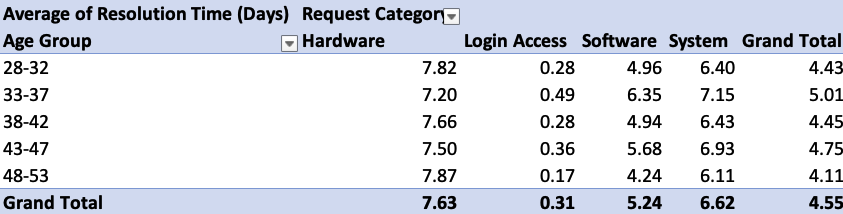 Average of Resolution Time (Days) Request Category
Age Group Hardware Login Access Software System Grand Total
28-32 7.82 0.28 4.96 6.40 4.43
33-37 7.20 0.49 6.35 7.15 5.01
38-42 7.66 0.28 4.94 6.43 4.45
43-47 7.50 0.36 5.68 6.93 4.75
48-53 7.87 0.17 4.24 6.11 4.11
Grand Total 7.63 0.31 5.24 6.62 4.55